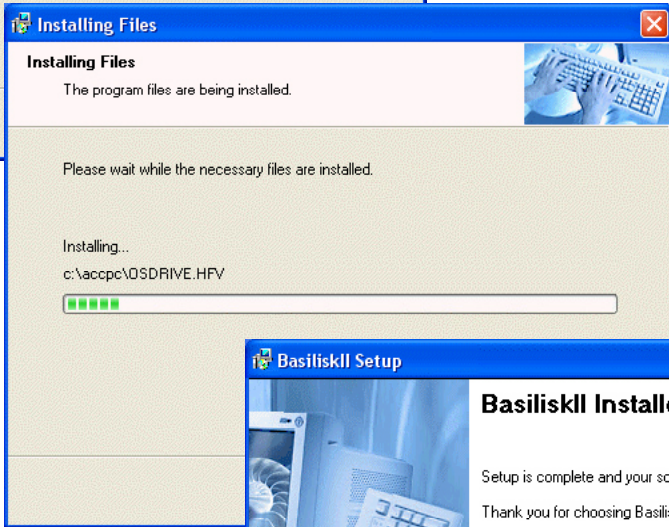 Installing Files
Installing Files
The program files are being installed.
Please wait while the necessary files are installed.
Installing...
c:\accpc\OSDRIVE.HFV
BasiliskII Setup
BasiliskII
Setup is complete and your
Thank you for choosing